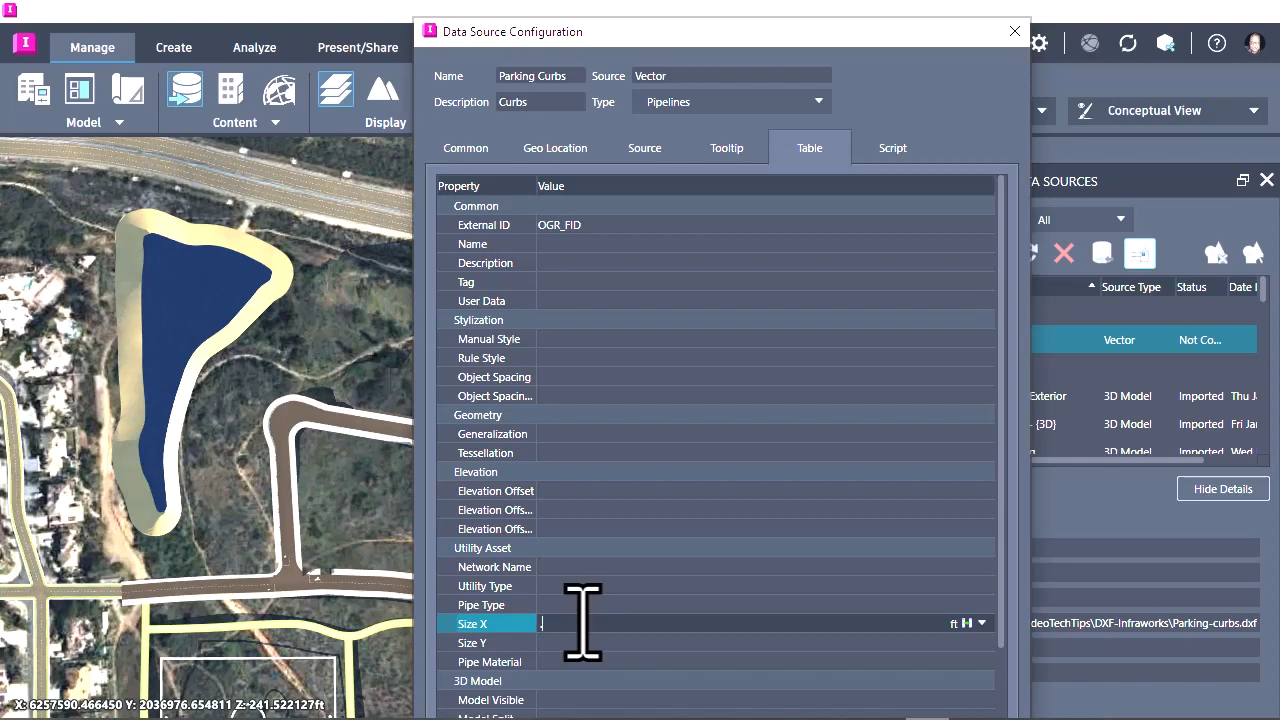 Data Source Configuration
Manage
Create
Analyze
Present/Share
Model
Content
Display
Conceptual View
Name
Parking Curbs
Source
Vector
Description
Curbs
Type
Pipelines
Common
Geo Location
Source
Tooltip
Table
Script
Property
Value
Common
External ID
OGR_FID
Name
Description
Tag
User Data
Stylization
Manual Style
Rule Style
Object Spacing
Object Spacin...
Geometry
Generalization
Tessellation
Elevation
Elevation Offset
Elevation Offs...
Elevation Offs...
Utility Asset
Network Name
Utility Type
Pipe Type
Size X
.
ft
Size Y
Pipe Material
3D Model
Model Visible
Model Split
TA SOURCES
All
Source Type
Status
Date I
Vector
Not Co...
Exterior
3D Model
Imported
Thu Ja
- {3D}
3D Model
Imported
Fri Jan
g
3D Model
Imported
Wed
Hide Details
deoTechTips\DXF-Infraworks\Parking-curbs.dxf
X: 6257590.466450 Y: 2036976.654811 Z: 241.522127ft